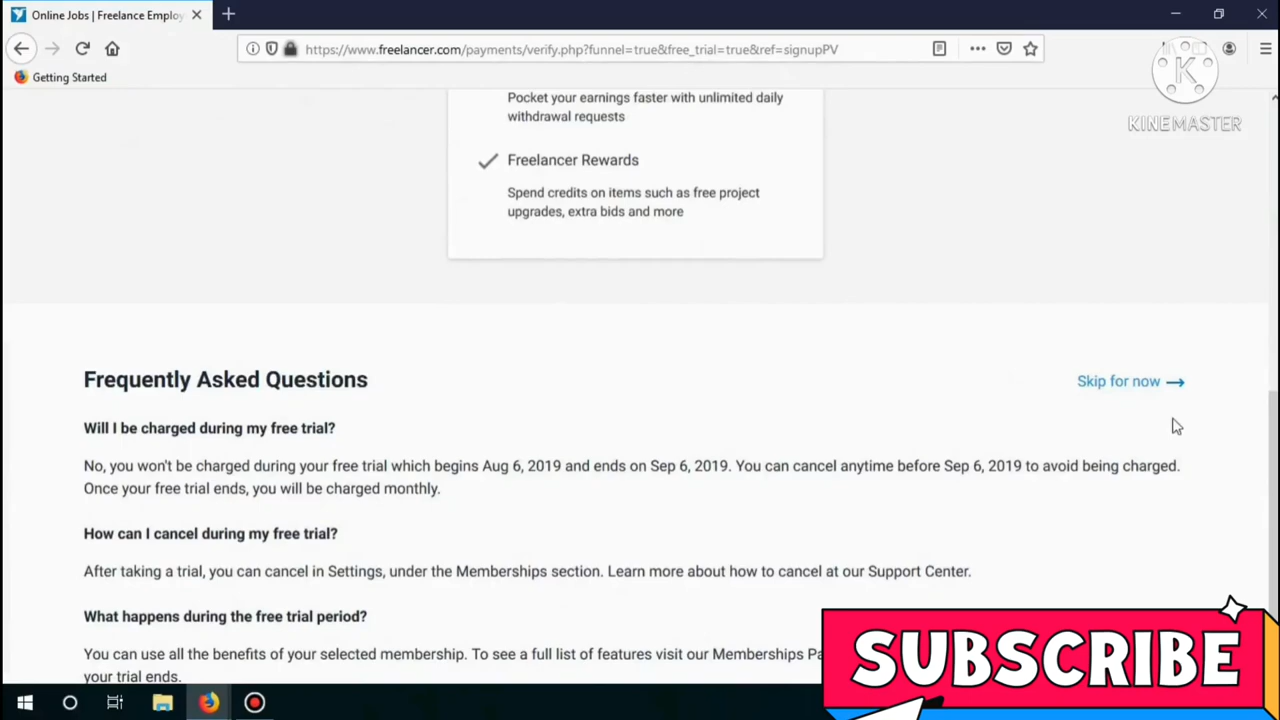 Online Jobs | Freelance Employ
https://www.freelancer.com/payments/verify.php?funnel=true&free_trial=true&ref=signupPV
Getting Started
K
KINEMASTER
Pocket your earnings faster with unlimited daily
withdrawal requests
Freelancer Rewards
Spend credits on items such as free project
upgrades, extra bids and more
Frequently Asked Questions
Skip for now
Will I be charged during my free trial?
No, you won't be charged during your free trial which begins Aug 6, 2019 and ends on Sep 6, 2019. You can cancel anytime before Sep 6, 2019 to avoid being charged.
Once your free trial ends, you will be charged monthly.
How can I cancel during my free trial?
After taking a trial, you can cancel in Settings, under the Memberships section. Learn more about how to cancel at our Support Center.
What happens during the free trial period?
You can use all the benefits of your selected membership. To see a full list of features visit our Memberships Pa
your trial ends.
SUBSCRIBE